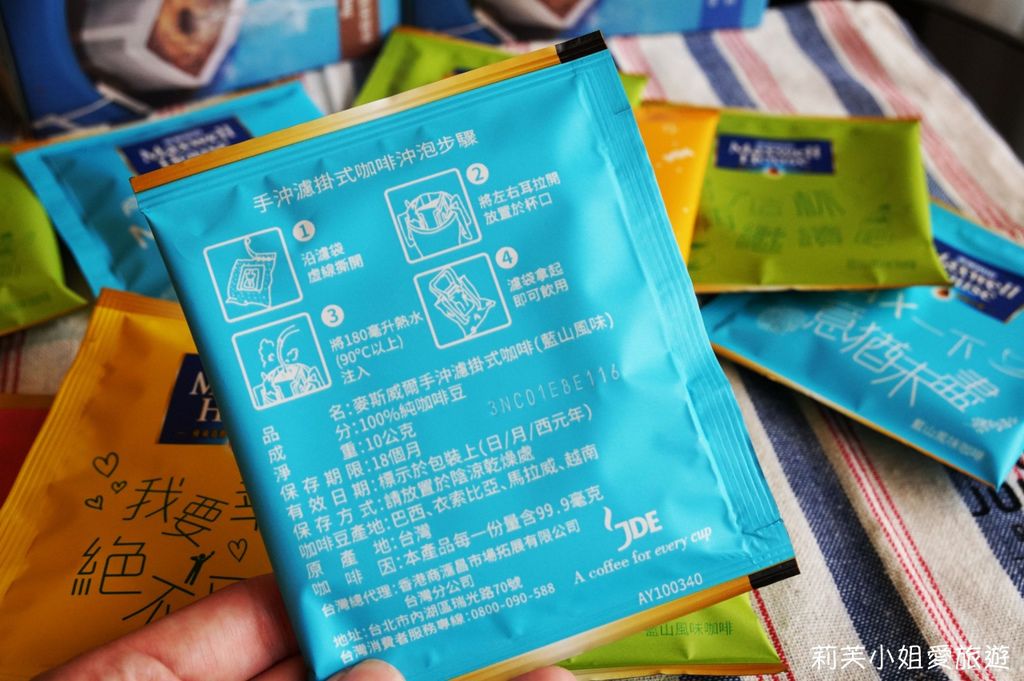 手沖濾掛式咖啡沖泡步驟
1
沿濾袋
虛線撕開
2
將左右耳拉開
放置於杯口
3
將180毫升熱水
(90°C以上)
注入
4
濾袋拿起
即可飲用
品名:麥斯威爾手沖濾掛式咖啡(藍山風味)
成分:100%純咖啡豆
淨重:10公克
3NC01E8E116
保存期限:18個月
有效日期:標示於包裝上(日/月/西元年)
保存方式:請放置於陰涼乾燥處
咖啡豆產地:巴西、衣索比亞、馬拉威、越南
原產地:台灣
咖啡因:本產品每一份量含99.9毫克
台灣總代理:香港商滙昌市場拓展有限公司
台灣分公司
地址:台北市內湖區瑞光路70號
台灣消費者服務專線:0800-090-588
JDE
A coffee for every cup
AY100340
Maxwell
House
Maxwell
House
Maxwell
House
意猶未盡
藍山風味咖啡
我要幸
絕不
藍山風味咖啡
莉芙小姐愛旅遊